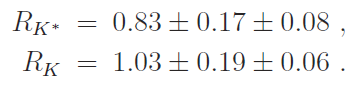 R_{K*} = 0.83 ± 0.17 ± 0.08 ,
R_K = 1.03 ± 0.19 ± 0.06 .